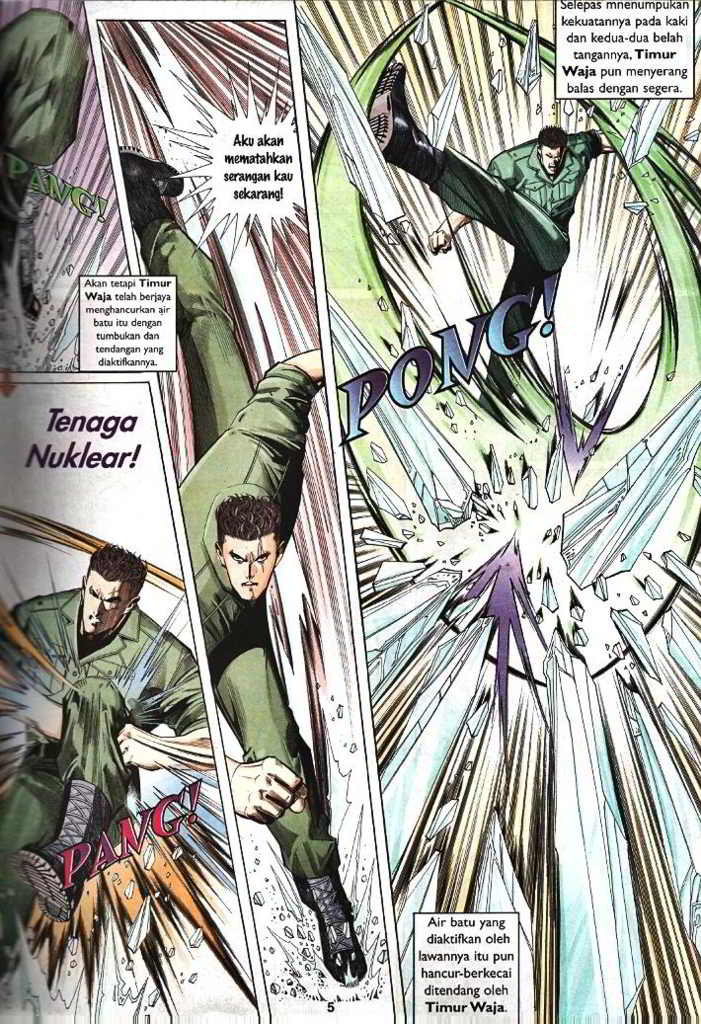 PANG!
Akan tetapi Timur
Waja telah berjaya
menghancurkan air
batu itu dengan
tumbukan dan
tendangan yang
diaktifkannya.
Aku akan
mematahkan
serangan kau
sekarang!
Selepas mnenumpukan
kekuatannya pada kaki
dan kedua-dua belah
tangannya, Timur
Waja pun menyerang
balas dengan segera.
PONG!
Tenaga
Nuklear!
PANG!
Air batu yang
diaktifkan oleh
lawannya itu pun
hancur-berkecai
ditendang oleh
Timur Waja.
5